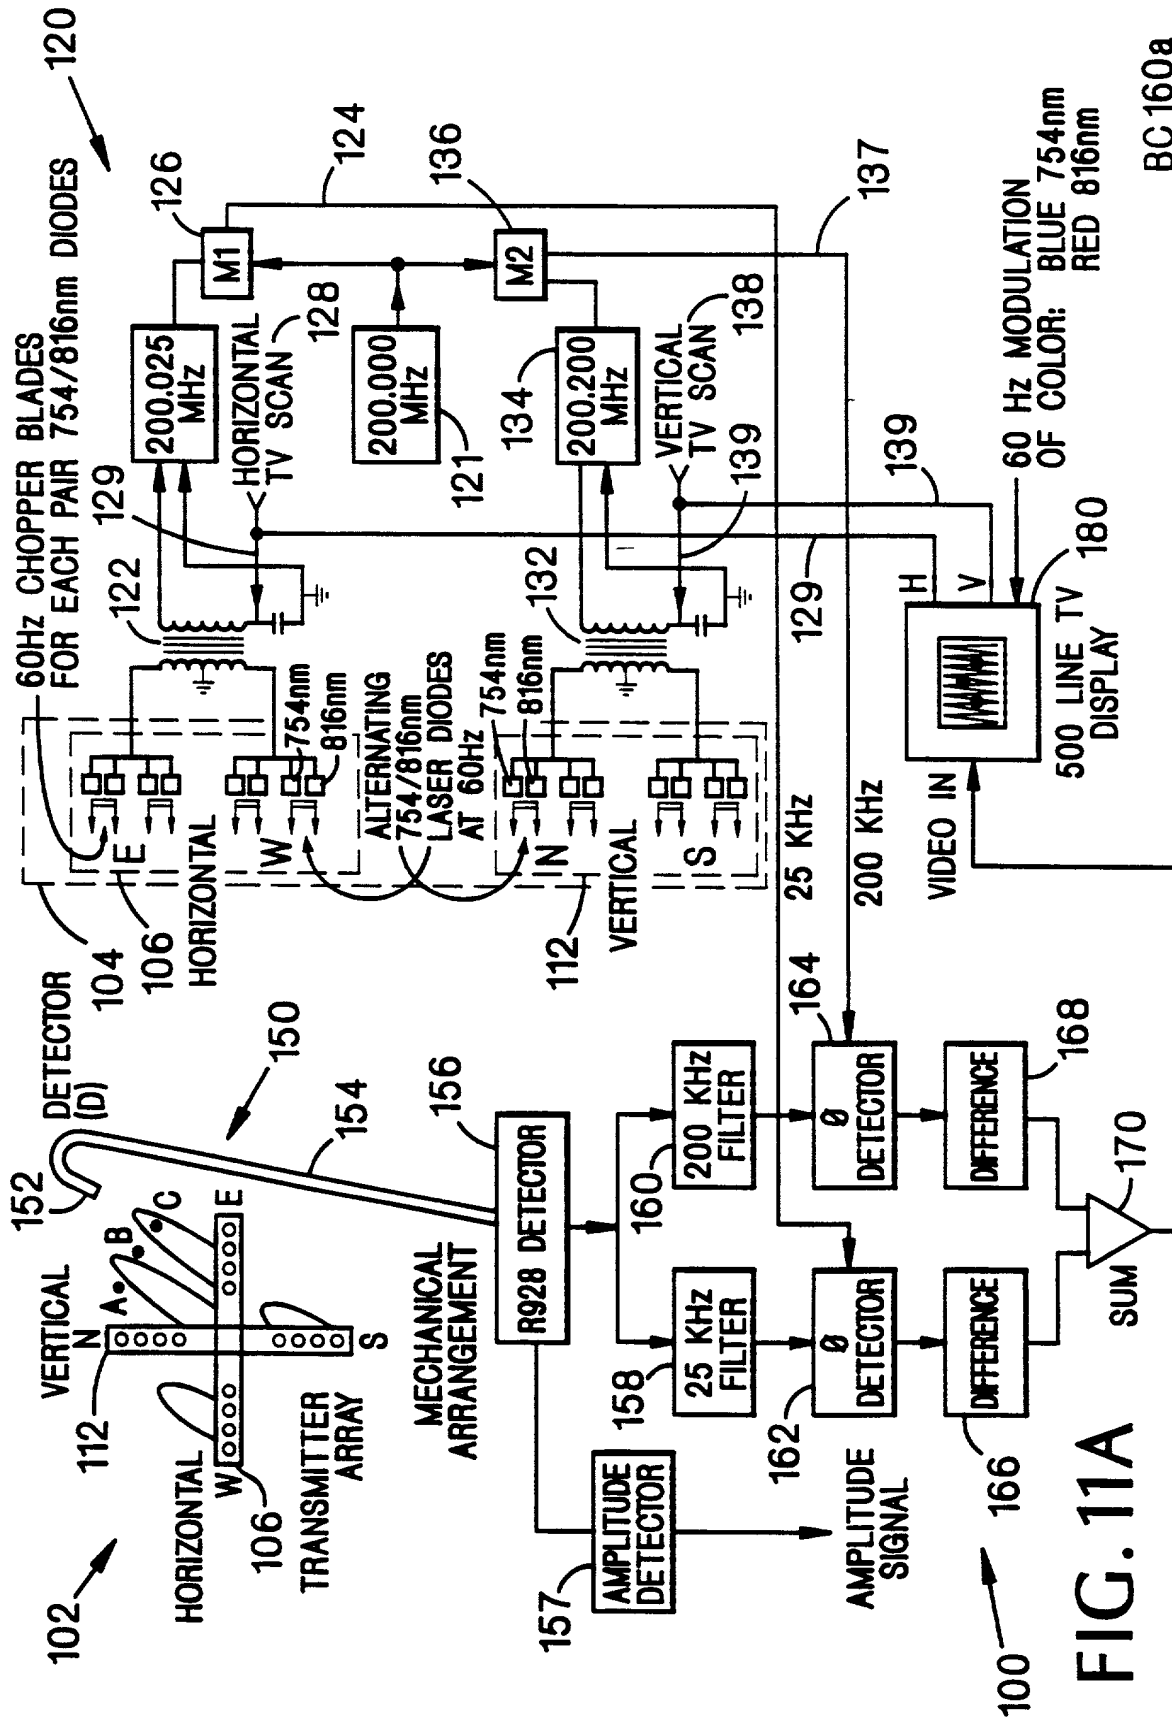 102
HORIZONTAL
W
106
TRANSMITTER
ARRAY
VERTICAL
112
N
S
A
B
C
E
152
DETECTOR
(D)
150
154
104
106
HORIZONTAL
E
W
60Hz CHOPPER BLADES
FOR EACH PAIR 754/816nm DIODES
120
122
129
754nm
816nm
ALTERNATING
754/816nm
LASER DIODES
AT 60Hz
200.025
MHz
126
M1
HORIZONTAL
TV SCAN
128
124
200.000
MHz
121
136
M2
134
200.200
MHz
132
754nm
816nm
N
S
112
VERTICAL
VERTICAL
TV SCAN
138
139
137
MECHANICAL
ARRANGEMENT
156
R928 DETECTOR
157
AMPLITUDE
DETECTOR
AMPLITUDE
SIGNAL
158
25 KHz
FILTER
160
200 KHz
FILTER
25 KHz
200 KHz
162
Ø
DETECTOR
164
Ø
DETECTOR
166
DIFFERENCE
168
DIFFERENCE
SUM
170
VIDEO IN
500 LINE TV
DISPLAY
H
V
180
129
139
60 Hz MODULATION
OF COLOR: BLUE 754nm
RED 816nm
100
FIG. 11A
BC 160a